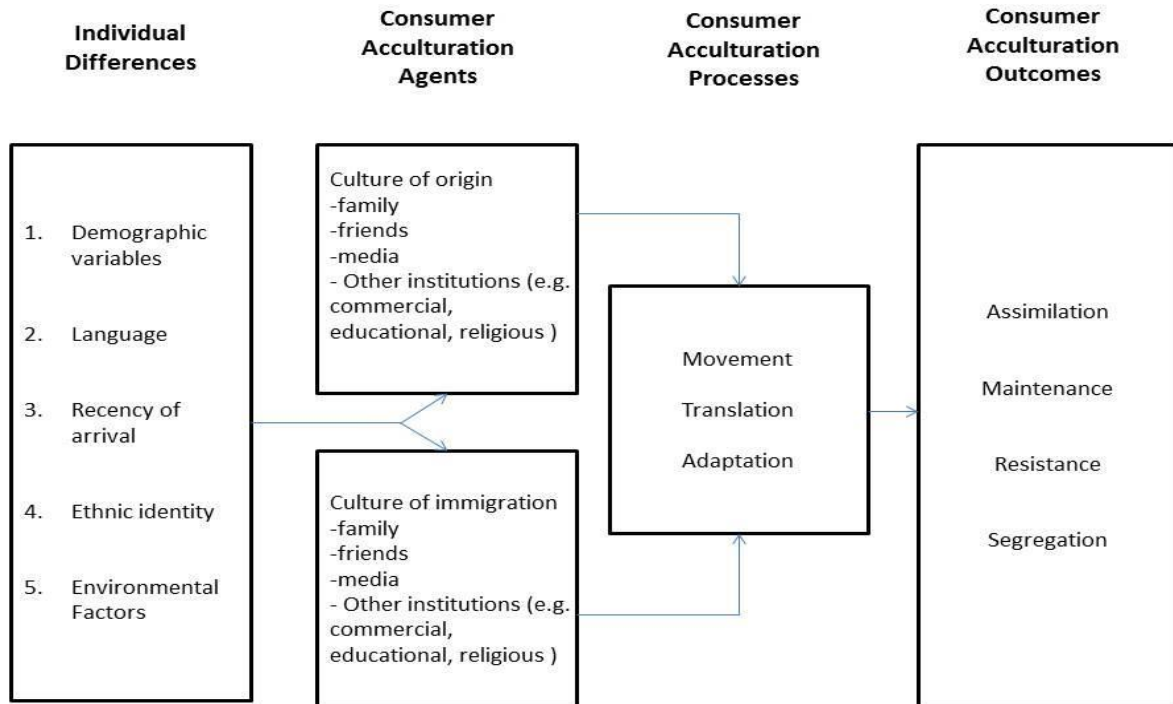 Individual
Differences
Consumer
Acculturation
Agents
Consumer
Acculturation
Processes
Consumer
Acculturation
Outcomes
1. Demographic
variables
2. Language
3. Recency of
arrival
4. Ethnic identity
5. Environmental
Factors
Culture of origin
-family
-friends
-media
- Other institutions (e.g.
commercial,
educational, religious )
Culture of immigration
-family
-friends
-media
- Other institutions (e.g.
commercial,
educational, religious )
Movement
Translation
Adaptation
Assimilation
Maintenance
Resistance
Segregation